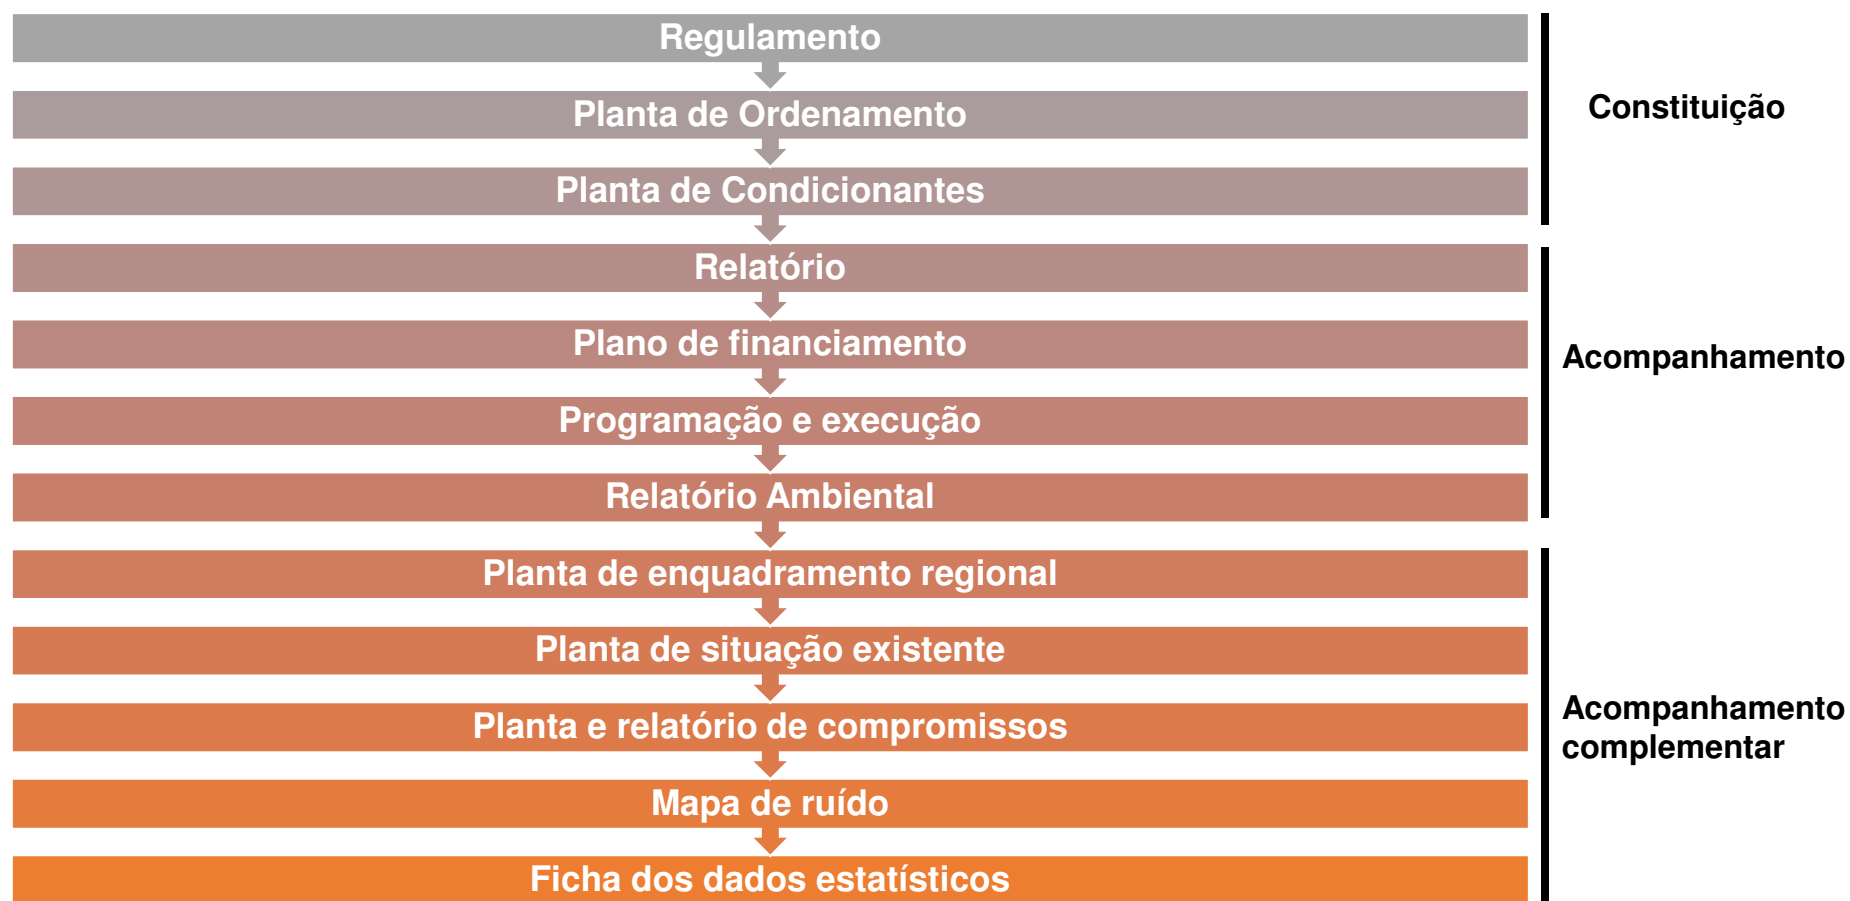 Regulamento
Planta de Ordenamento
Planta de Condicionantes
Constituição
Relatório
Plano de financiamento
Programação e execução
Relatório Ambiental
Acompanhamento
Planta de enquadramento regional
Planta de situação existente
Planta e relatório de compromissos
Mapa de ruído
Ficha dos dados estatísticos
Acompanhamento
complementar